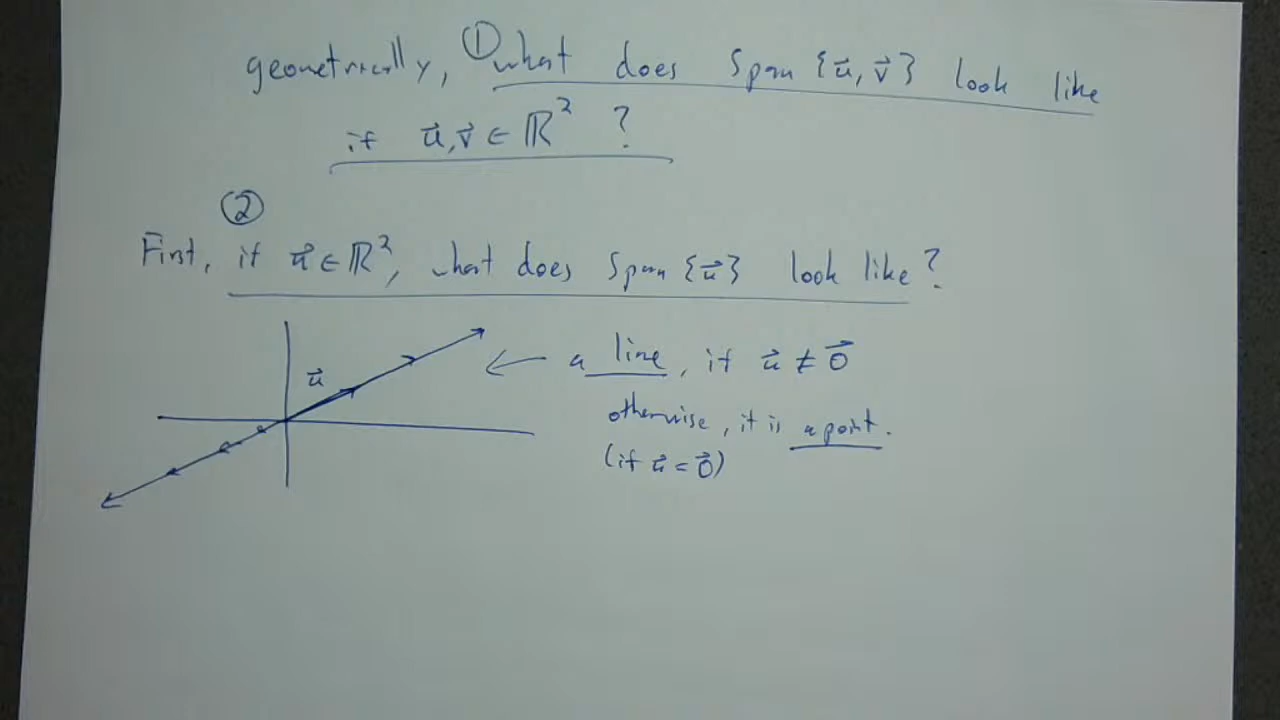 geometrically, ① what does Span {u⃗, v⃗} look like
if u⃗, v⃗ ∈ ℝ² ?
②
First, if u⃗ ∈ ℝ², what does Span {u⃗} look like?
u⃗
← a line, if u⃗ ≠ 0⃗
otherwise, it is a point.
(if u⃗ = 0⃗)